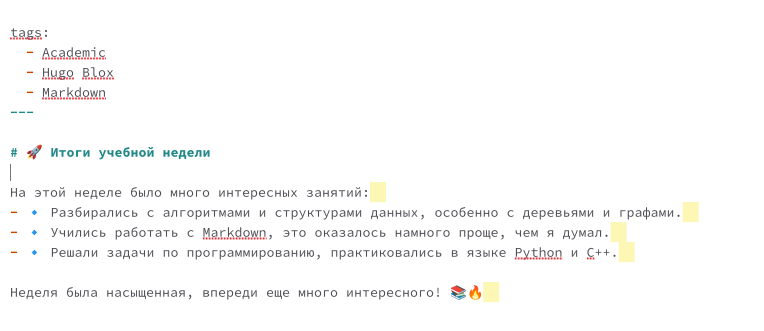 tags:
  - Academic
  - Hugo Blox
  - Markdown
---
# 🚀 Итоги учебной недели
На этой неделе было много интересных занятий:
- 🔹 Разбирались с алгоритмами и структурами данных, особенно с деревьями и графами.
- 🔹 Учились работать с Markdown, это оказалось намного проще, чем я думал.
- 🔹 Решали задачи по программированию, практиковались в языке Python и C++.
Неделя была насыщенная, впереди еще много интересного! 📚🔥